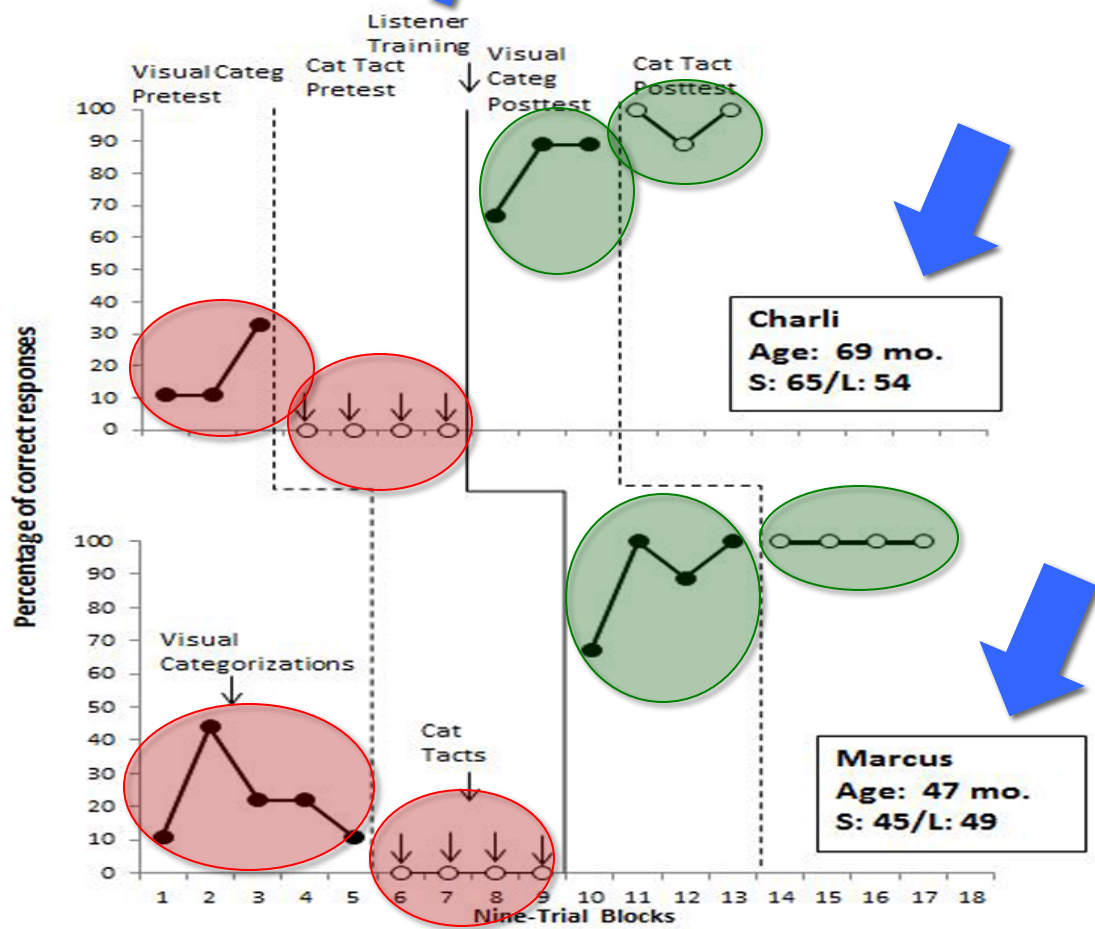 Listener
Training
Visual Categ
Pretest
Cat Tact
Pretest
Visual
Categ
Posttest
Cat Tact
Posttest
100
90
80
70
60
50
40
30
20
10
0
Charli
Age: 69 mo.
S: 65/L: 54
Percentage of correct responses
100
90
80
70
60
50
40
30
20
10
0
Visual
Categorizations
Cat
Tacts
Marcus
Age: 47 mo.
S: 45/L: 49
1 2 3 4 5 6 7 8 9 10 11 12 13 14 15 16 17 18
Nine-Trial Blocks